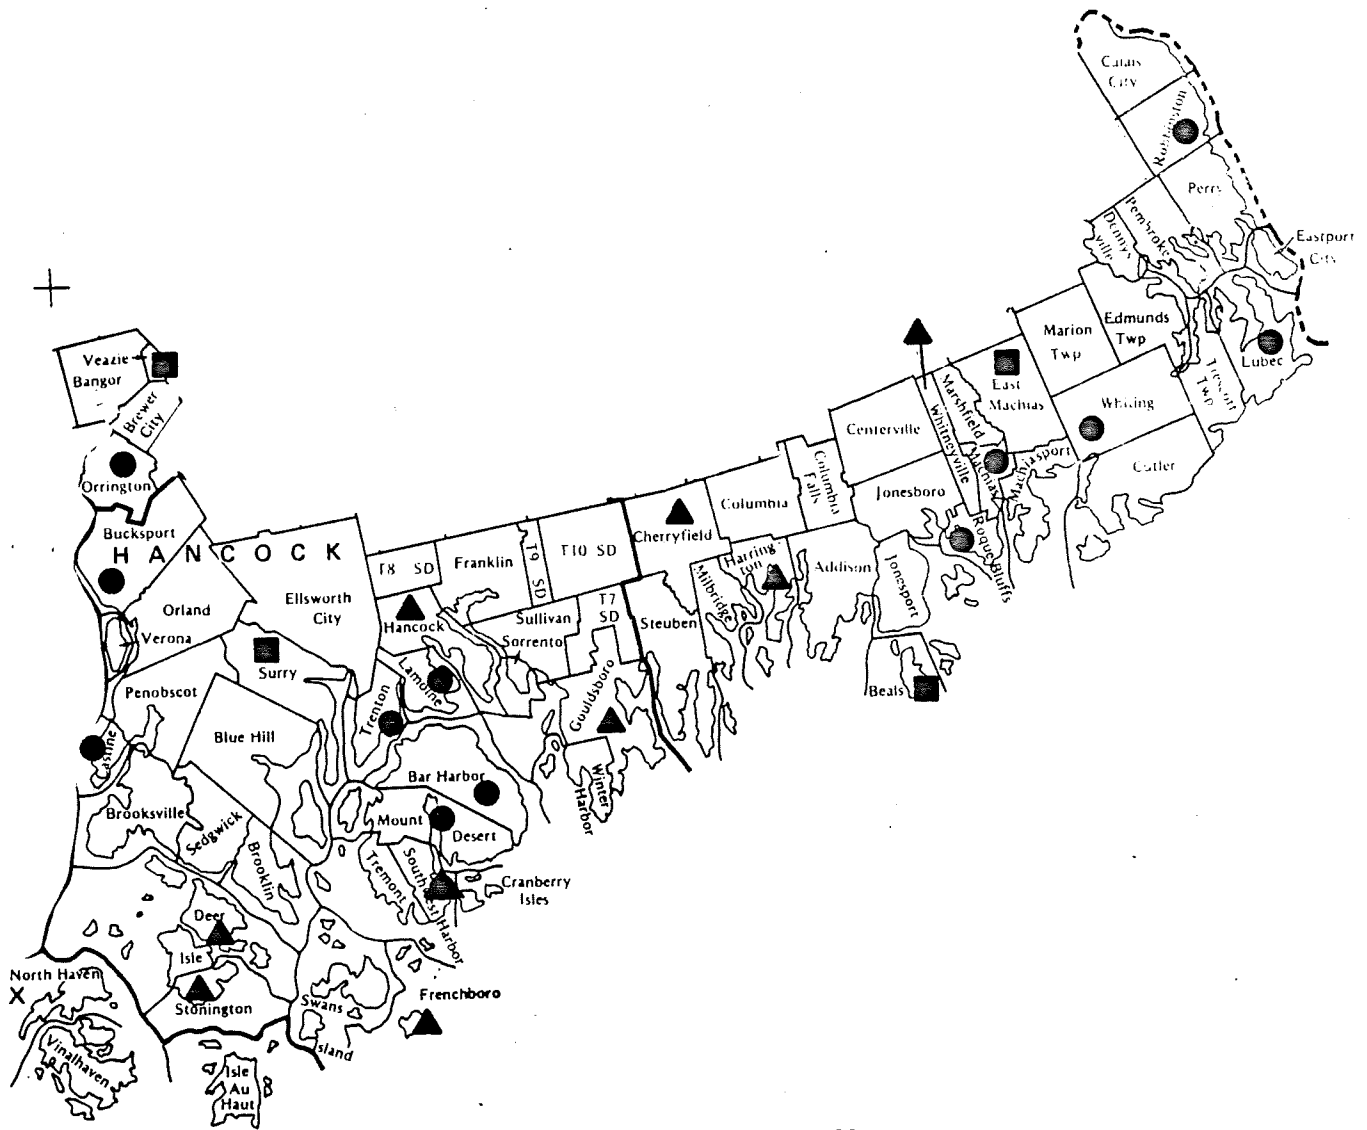 Calais
City
Robbinston
Perry
Pembroke
Dennys
ville
Eastport
City
Marion
Twp
Edmunds
Twp
Lubec
Trescott
Twp
East
Machias
Whiting
Cutler
Marshfield
Whitneyville
Machias
Machiasport
Centerville
Jonesboro
Roque Bluffs
Columbia
Falls
Columbia
Cherryfield
Harring
ton
Addison
Jonesport
Beals
Milbridge
Steuben
Veazie
Bangor
Brewer
City
Orrington
Bucksport
HANCOCK
Orland
Verona
Ellsworth
City
T8 SD
Franklin
T9
SD
T10 SD
T7
SD
Hancock
Sullivan
Sorrento
Gouldsboro
Winter
Harbor
Lamoine
Trenton
Surry
Penobscot
Blue Hill
Castine
Brooksville
Sedgwick
Brooklin
Bar Harbor
Mount
Desert
Tremont
Southwest Harbor
Cranberry
Isles
Deer
Isle
Stonington
North Haven
X
Vinalhaven
Isle
Au
Haut
Swans
Island
Frenchboro